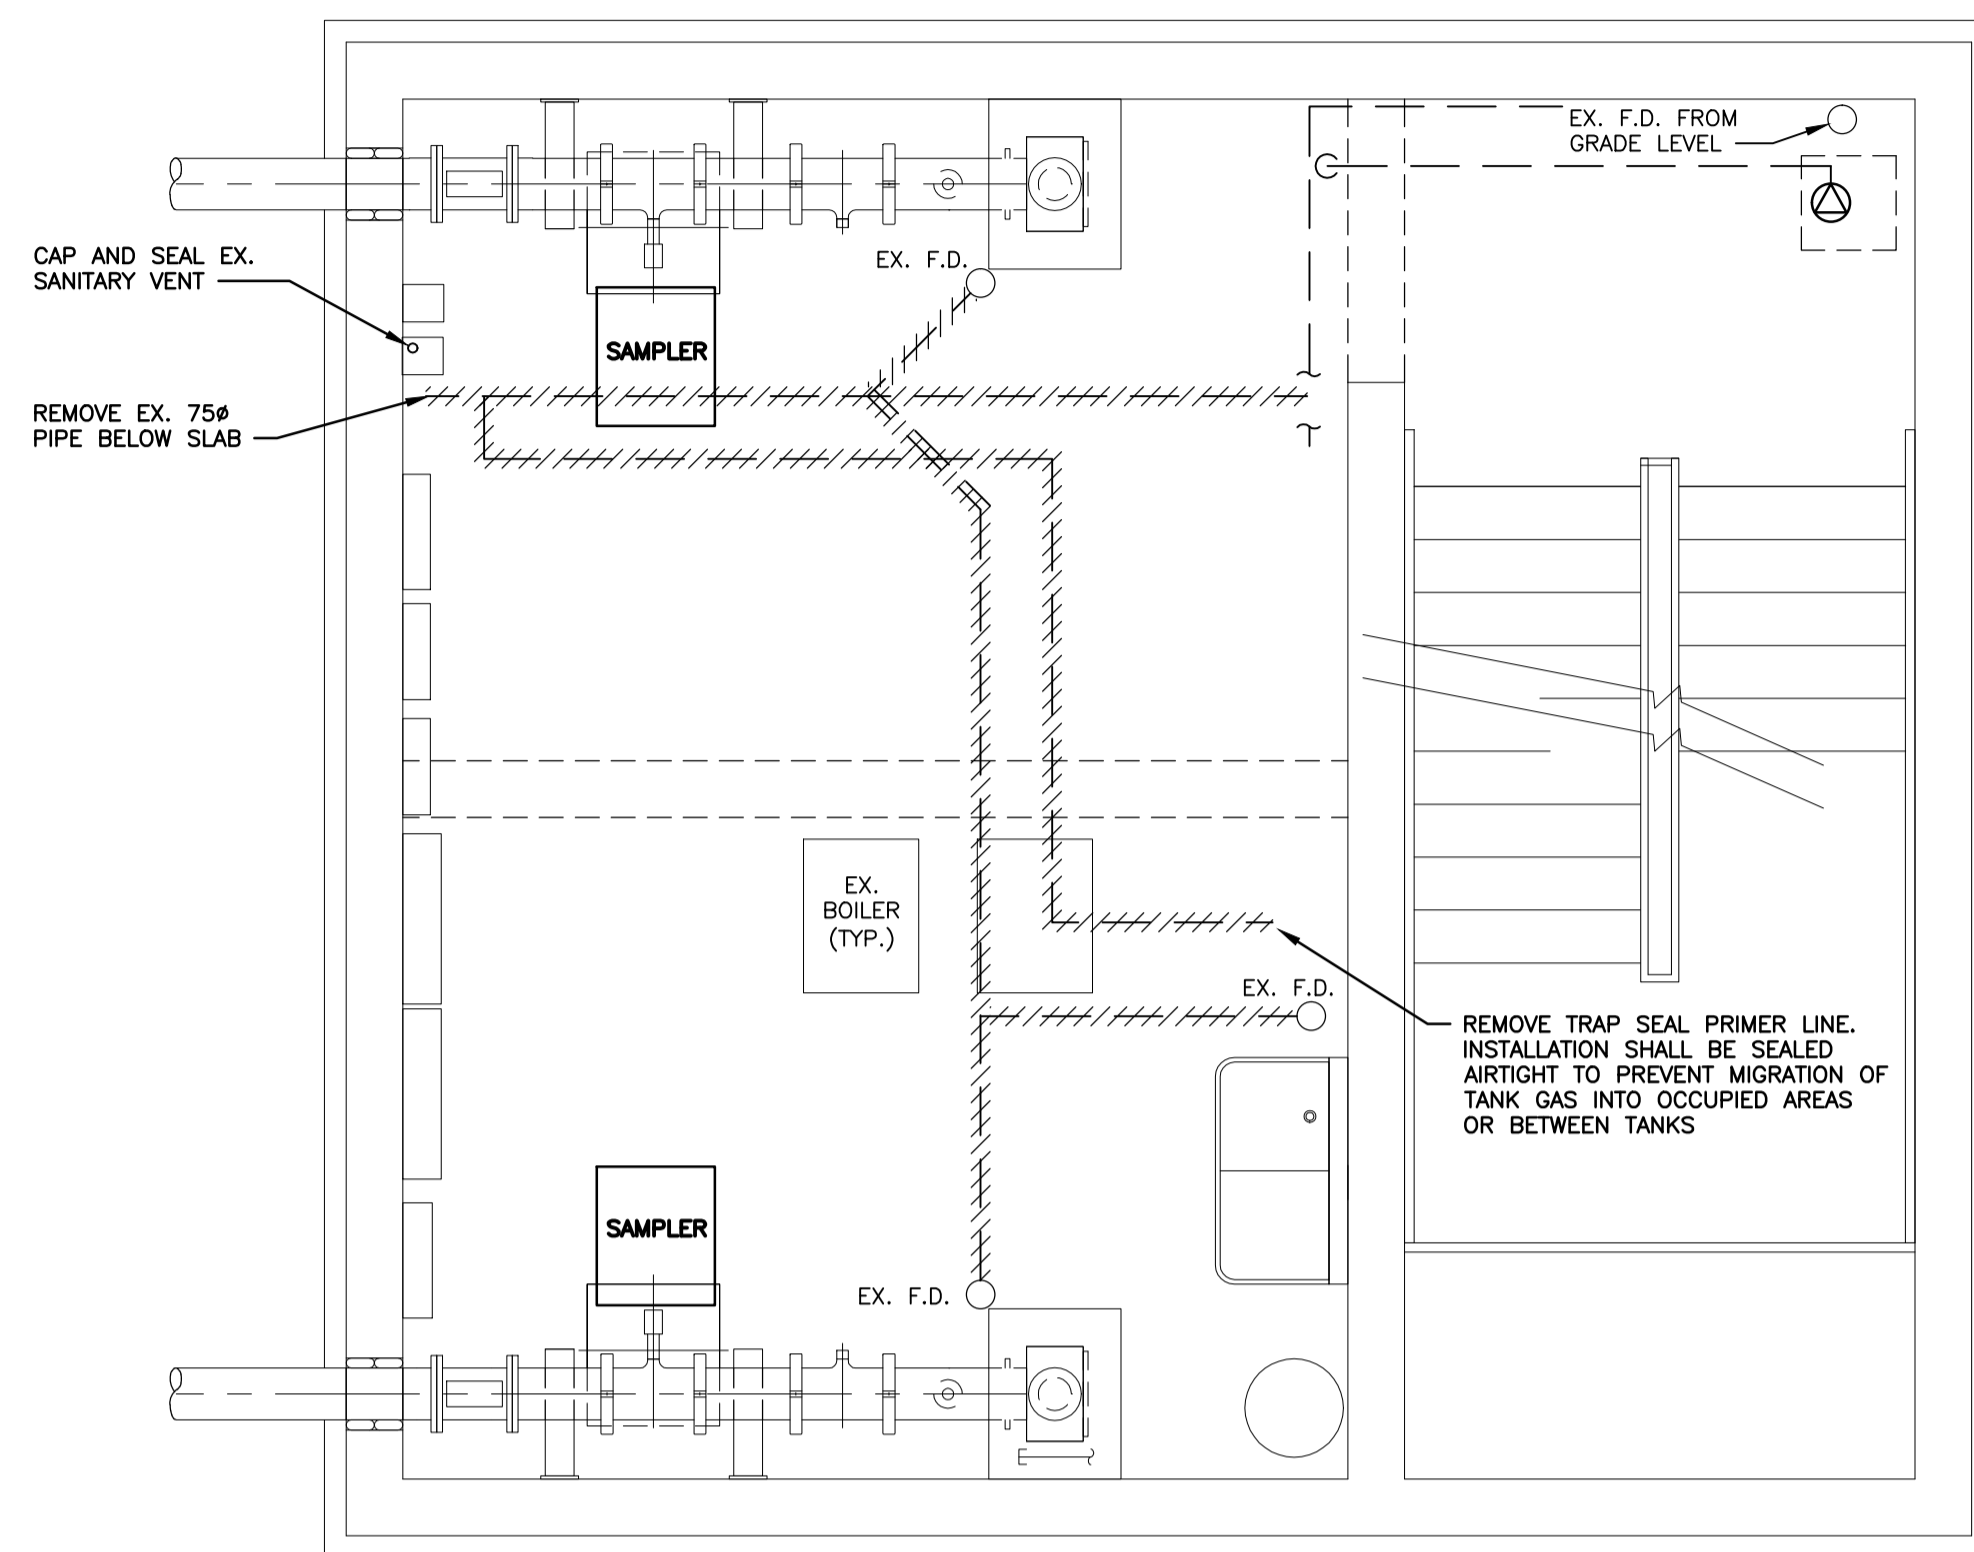 EX. F.D. FROM
GRADE LEVEL
CAP AND SEAL EX.
SANITARY VENT
EX. F.D.
SAMPLER
REMOVE EX. 75ø
PIPE BELOW SLAB
EX.
BOILER
(TYP.)
EX. F.D.
REMOVE TRAP SEAL PRIMER LINE.
INSTALLATION SHALL BE SEALED
AIRTIGHT TO PREVENT MIGRATION OF
TANK GAS INTO OCCUPIED AREAS
OR BETWEEN TANKS
SAMPLER
EX. F.D.